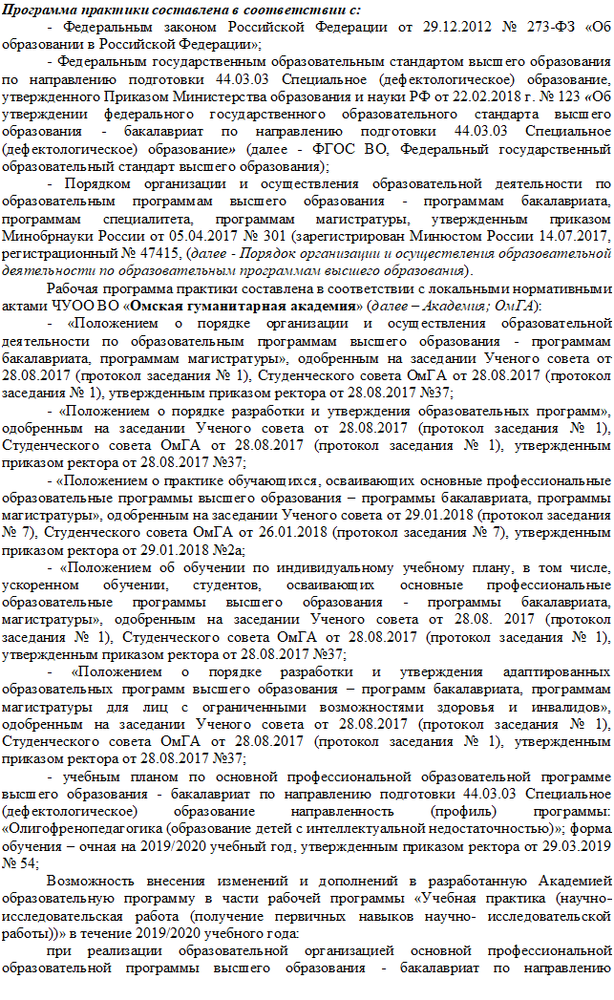 Программа практики составлена в соответствии с:
- Федеральным законом Российской Федерации от 29.12.2012 № 273-ФЗ «Об
образовании в Российской Федерации»;
- Федеральным государственным образовательным стандартом высшего образования
по направлению подготовки 44.03.03 Специальное (дефектологическое) образование,
утвержденного Приказом Министерства образования и науки РФ от 22.02.2018 г. № 123 «Об
утверждении федерального государственного образовательного стандарта высшего
образования - бакалавриат по направлению подготовки 44.03.03 Специальное
(дефектологическое) образование» (далее - ФГОС ВО, Федеральный государственный
образовательный стандарт высшего образования);
- Порядком организации и осуществления образовательной деятельности по
образовательным программам высшего образования - программам бакалавриата,
программам специалитета, программам магистратуры, утвержденным приказом
Минобрнауки России от 05.04.2017 № 301 (зарегистрирован Минюстом России 14.07.2017,
регистрационный № 47415, (далее - Порядок организации и осуществления образовательной
деятельности по образовательным программам высшего образования).
Рабочая программа практики составлена в соответствии с локальными нормативными
актами ЧУОО ВО «Омская гуманитарная академия» (далее – Академия; ОмГА):
- «Положением о порядке организации и осуществления образовательной
деятельности по образовательным программам высшего образования - программам
бакалавриата, программам магистратуры», одобренным на заседании Ученого совета от
28.08.2017 (протокол заседания № 1), Студенческого совета ОмГА от 28.08.2017 (протокол
заседания № 1), утвержденным приказом ректора от 28.08.2017 №37;
- «Положением о порядке разработки и утверждения образовательных программ»,
одобренным на заседании Ученого совета от 28.08.2017 (протокол заседания № 1),
Студенческого совета ОмГА от 28.08.2017 (протокол заседания № 1), утвержденным
приказом ректора от 28.08.2017 №37;
- «Положением о практике обучающихся, осваивающих основные профессиональные
образовательные программы высшего образования – программы бакалавриата, программы
магистратуры», одобренным на заседании Ученого совета от 29.01.2018 (протокол заседания
№ 7), Студенческого совета ОмГА от 26.01.2018 (протокол заседания № 7), утвержденным
приказом ректора от 29.01.2018 №2а;
- «Положением об обучении по индивидуальному учебному плану, в том числе,
ускоренном обучении, студентов, осваивающих основные профессиональные
образовательные программы высшего образования - программы бакалавриата,
магистратуры», одобренным на заседании Ученого совета от 28.08. 2017 (протокол
заседания № 1), Студенческого совета ОмГА от 28.08.2017 (протокол заседания № 1),
утвержденным приказом ректора от 28.08.2017 №37;
- «Положением о порядке разработки и утверждения адаптированных
образовательных программ высшего образования – программ бакалавриата, программам
магистратуры для лиц с ограниченными возможностями здоровья и инвалидов»,
одобренным на заседании Ученого совета от 28.08.2017 (протокол заседания № 1),
Студенческого совета ОмГА от 28.08.2017 (протокол заседания № 1), утвержденным
приказом ректора от 28.08.2017 №37;
- учебным планом по основной профессиональной образовательной программе
высшего образования - бакалавриат по направлению подготовки 44.03.03 Специальное
(дефектологическое) образование направленность (профиль) программы:
«Олигофренопедагогика (образование детей с интеллектуальной недостаточностью)»; форма
обучения – очная на 2019/2020 учебный год, утвержденным приказом ректора от 29.03.2019
№ 54;
Возможность внесения изменений и дополнений в разработанную Академией
образовательную программу в части рабочей программы «Учебная практика (научно-
исследовательская работа (получение первичных навыков научно- исследовательской
работы))» в течение 2019/2020 учебного года:
при реализации образовательной организацией основной профессиональной
образовательной программы высшего образования - бакалавриат по направлению